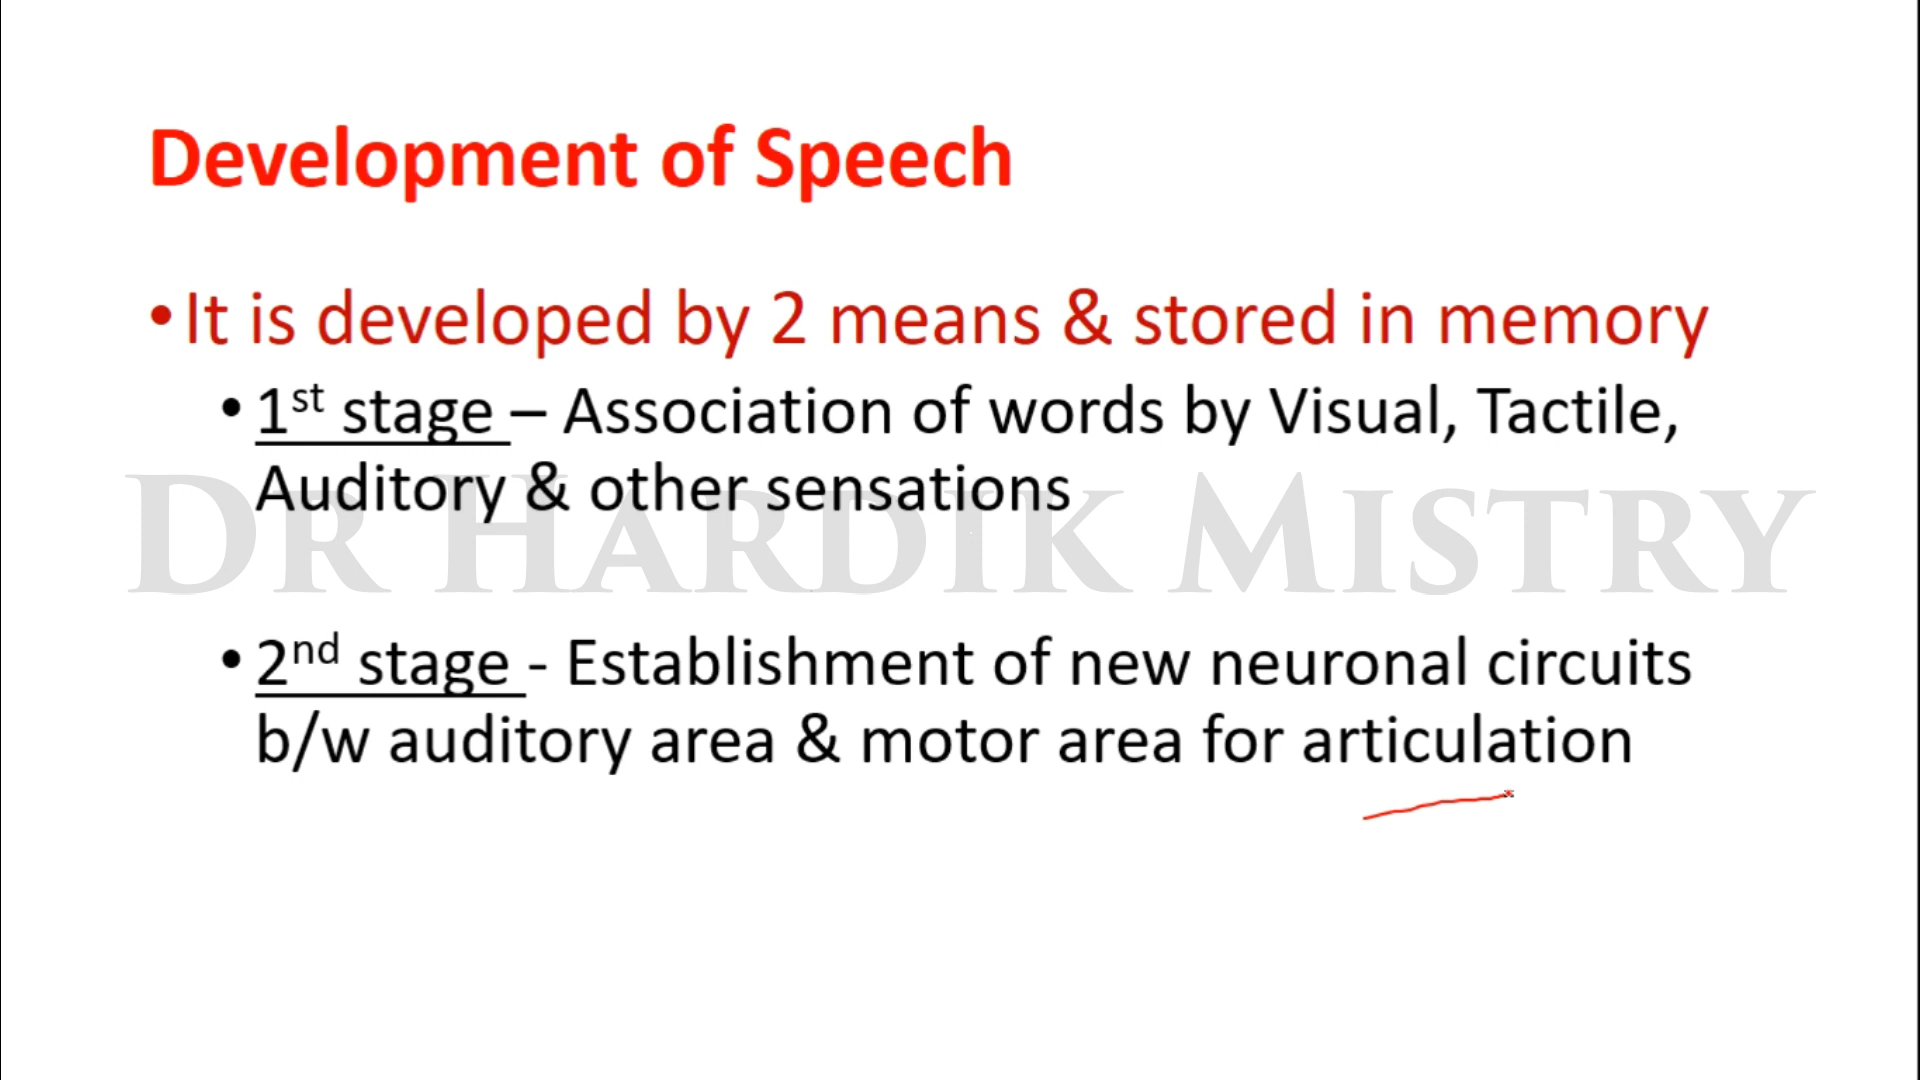 Development of Speech
•It is developed by 2 means & stored in memory
•1st stage – Association of words by Visual, Tactile,
Auditory & other sensations
DR HARDIK MISTRY
•2nd stage - Establishment of new neuronal circuits
b/w auditory area & motor area for articulation